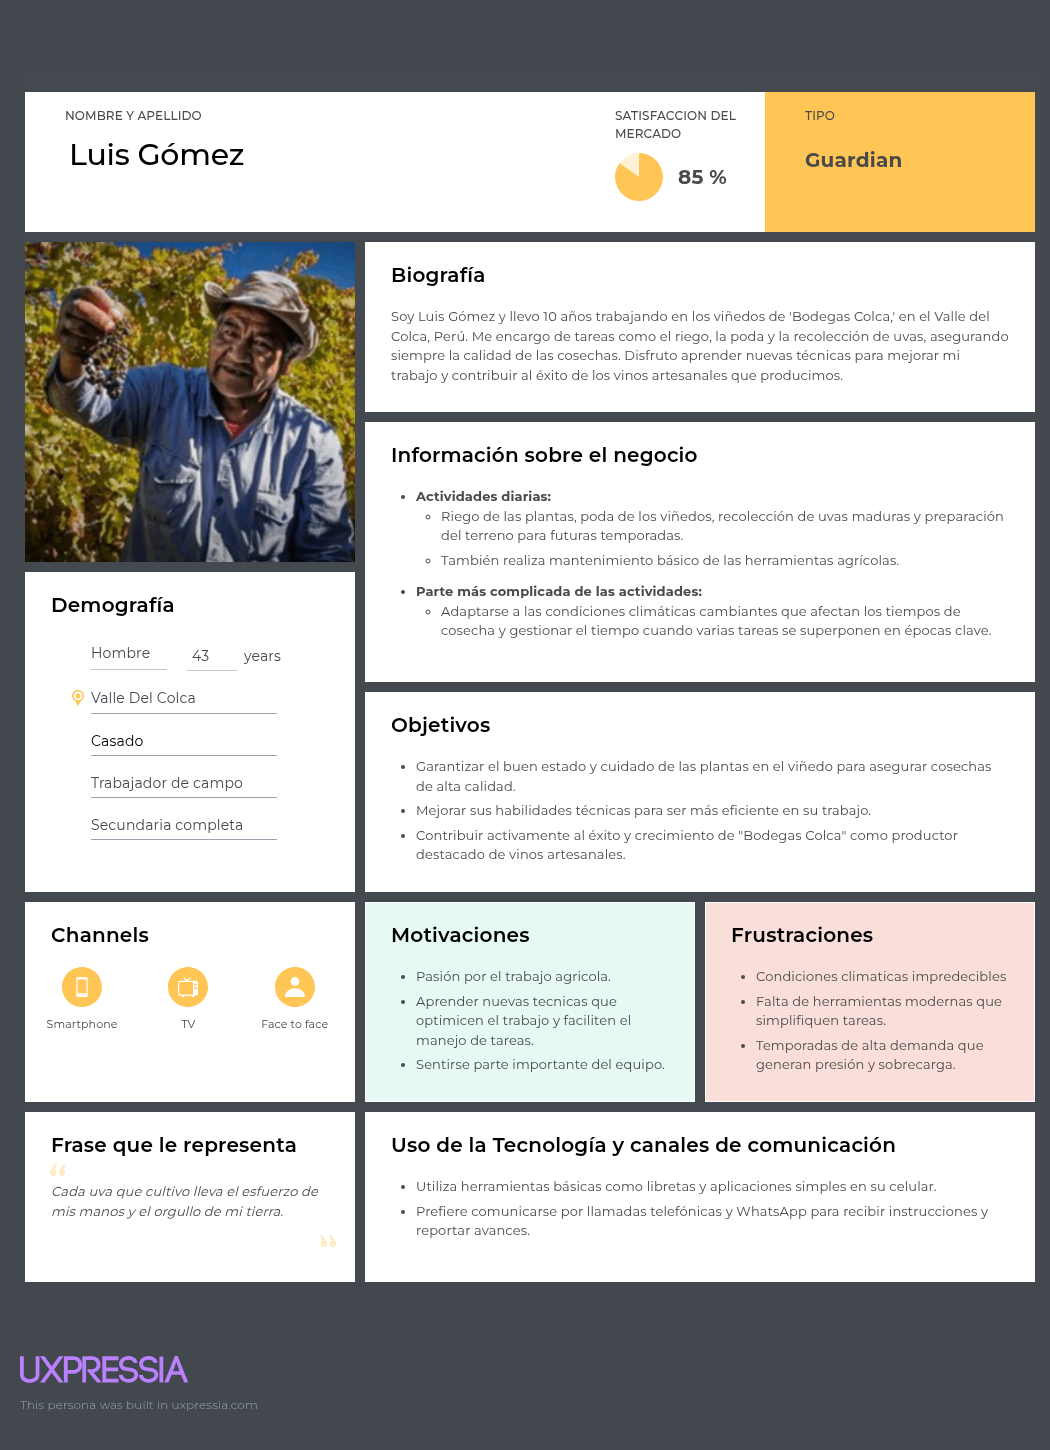 NOMBRE Y APELLIDO
Luis Gómez
SATISFACCION DEL
MERCADO
85 %
TIPO
Guardian
Biografía
Soy Luis Gómez y llevo 10 años trabajando en los viñedos de 'Bodegas Colca,' en el Valle del
Colca, Perú. Me encargo de tareas como el riego, la poda y la recolección de uvas, asegurando
siempre la calidad de las cosechas. Disfruto aprender nuevas técnicas para mejorar mi
trabajo y contribuir al éxito de los vinos artesanales que producimos.
Información sobre el negocio
Actividades diarias:
Riego de las plantas, poda de los viñedos, recolección de uvas maduras y preparación
del terreno para futuras temporadas.
También realiza mantenimiento básico de las herramientas agrícolas.
Parte más complicada de las actividades:
Adaptarse a las condiciones climáticas cambiantes que afectan los tiempos de
cosecha y gestionar el tiempo cuando varias tareas se superponen en épocas clave.
Demografía
Hombre 43 years
Valle Del Colca
Casado
Trabajador de campo
Secundaria completa
Objetivos
Garantizar el buen estado y cuidado de las plantas en el viñedo para asegurar cosechas
de alta calidad.
Mejorar sus habilidades técnicas para ser más eficiente en su trabajo.
Contribuir activamente al éxito y crecimiento de "Bodegas Colca" como productor
destacado de vinos artesanales.
Channels
Smartphone
TV
Face to face
Motivaciones
Pasión por el trabajo agricola.
Aprender nuevas tecnicas que
optimicen el trabajo y faciliten el
manejo de tareas.
Sentirse parte importante del equipo.
Frustraciones
Condiciones climaticas impredecibles
Falta de herramientas modernas que
simplifiquen tareas.
Temporadas de alta demanda que
generan presión y sobrecarga.
Frase que le representa
“
Cada uva que cultivo lleva el esfuerzo de
mis manos y el orgullo de mi tierra.
”
Uso de la Tecnología y canales de comunicación
Utiliza herramientas básicas como libretas y aplicaciones simples en su celular.
Prefiere comunicarse por llamadas telefónicas y WhatsApp para recibir instrucciones y
reportar avances.
UXPRESSIA
This persona was built in uxpressia.com